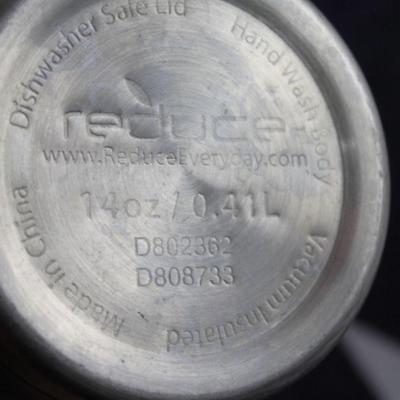 Dishwasher Safe Lid
Hand Wash Body
reduce
www.ReduceEveryday.com
14oz / 0.41L
D802362
D808733
Made in China
Vacuum Insulated